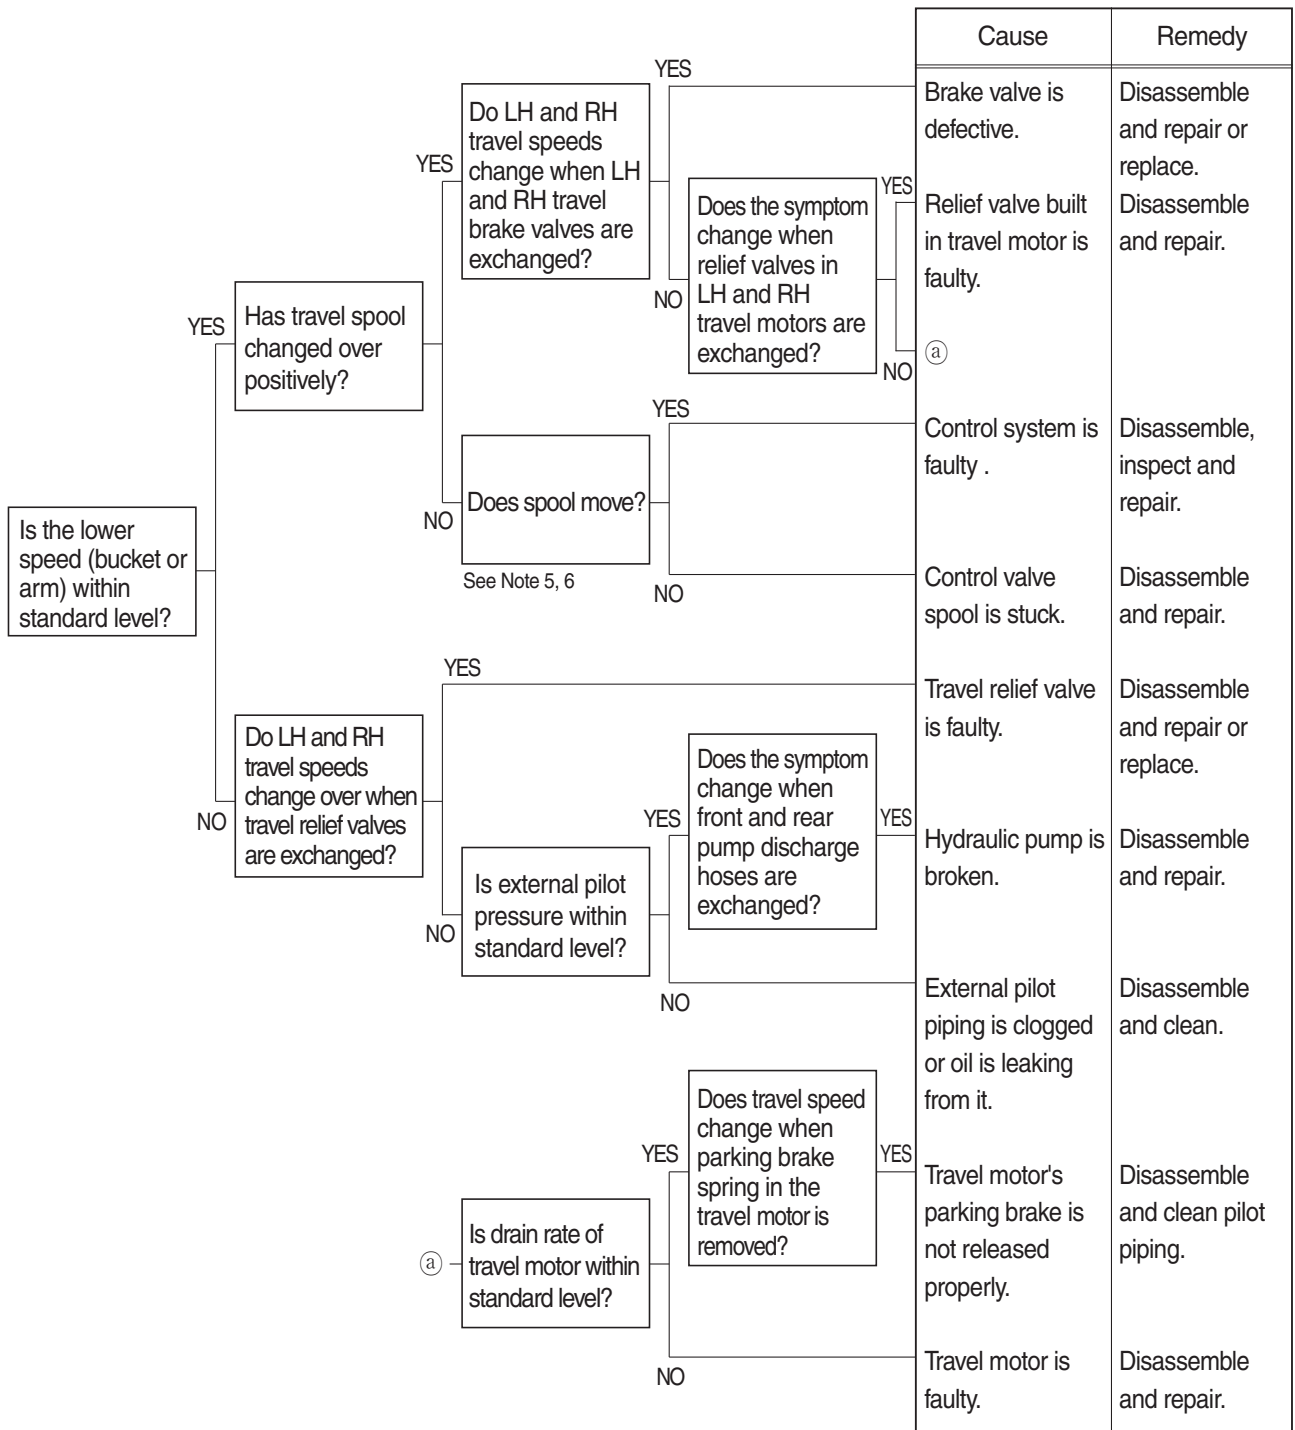 Cause
Remedy
YES
Do LH and RH
travel speeds
change when LH
and RH travel
brake valves are
exchanged?
Brake valve is
defective.
Disassemble
and repair or
replace.
YES
Does the symptom
change when
relief valves in
LH and RH
travel motors are
exchanged?
YES
Relief valve built
in travel motor is
faulty.
Disassemble
and repair.
NO
NO
ⓐ
YES
Has travel spool
changed over
positively?
YES
Control system is
faulty .
Disassemble,
inspect and
repair.
NO
Does spool move?
See Note 5, 6
NO
Control valve
spool is stuck.
Disassemble
and repair.
Is the lower
speed (bucket or
arm) within
standard level?
YES
Travel relief valve
is faulty.
Disassemble
and repair or
replace.
NO
Do LH and RH
travel speeds
change over when
travel relief valves
are exchanged?
YES
Does the symptom
change when
front and rear
pump discharge
hoses are
exchanged?
YES
Hydraulic pump is
broken.
Disassemble
and repair.
NO
Is external pilot
pressure within
standard level?
NO
External pilot
piping is clogged
or oil is leaking
from it.
Disassemble
and clean.
YES
Does travel speed
change when
parking brake
spring in the
travel motor is
removed?
YES
Travel motor's
parking brake is
not released
properly.
Disassemble
and clean pilot
piping.
ⓐ
Is drain rate of
travel motor within
standard level?
NO
Travel motor is
faulty.
Disassemble
and repair.